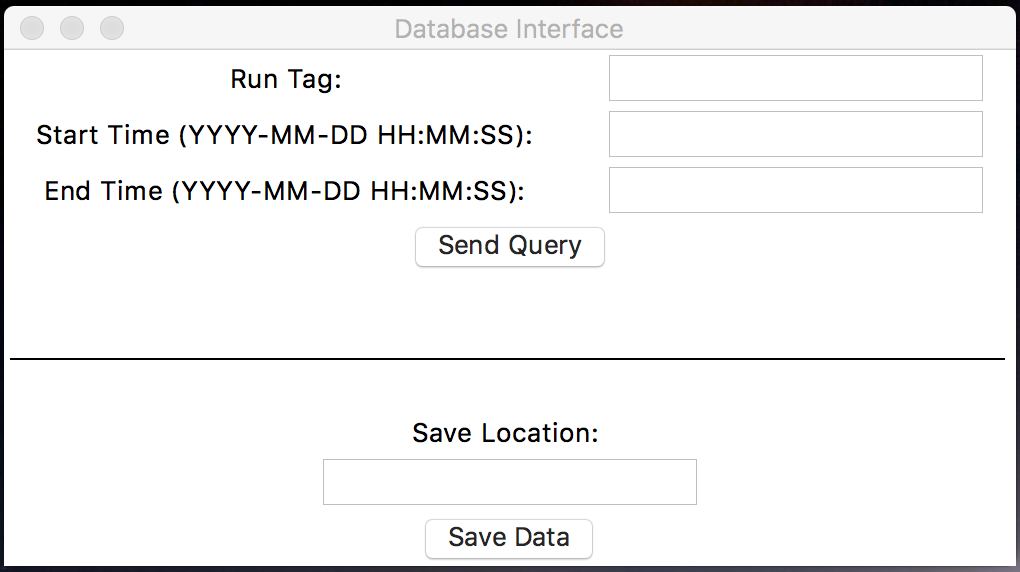 Database Interface
Run Tag:
Start Time (YYYY-MM-DD HH:MM:SS):
End Time (YYYY-MM-DD HH:MM:SS):
Send Query
Save Location:
Save Data